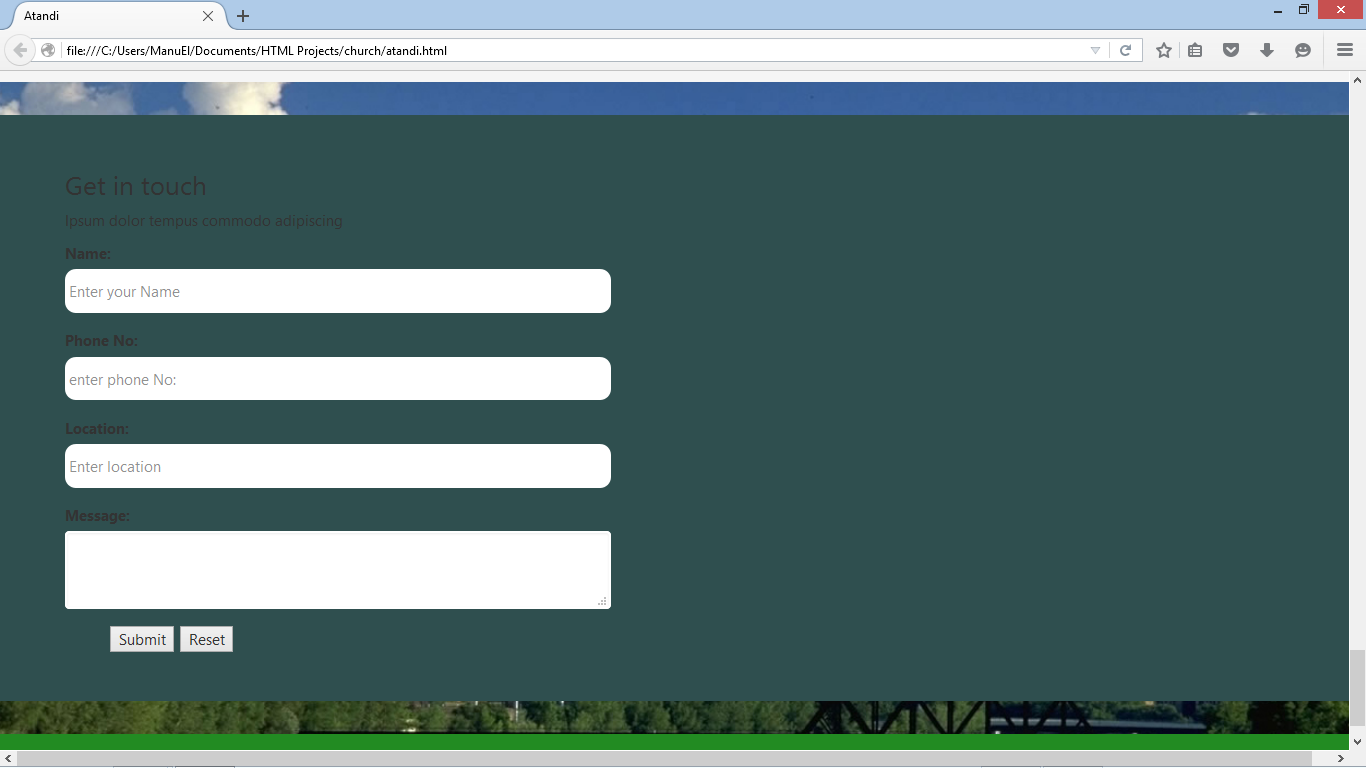 Atandi
file:///C:/Users/ManuEl/Documents/HTML Projects/church/atandi.html
Get in touch
Ipsum dolor tempus commodo adipiscing
Name:
Enter your Name
Phone No:
enter phone No:
Location:
Enter location
Message:
Submit Reset